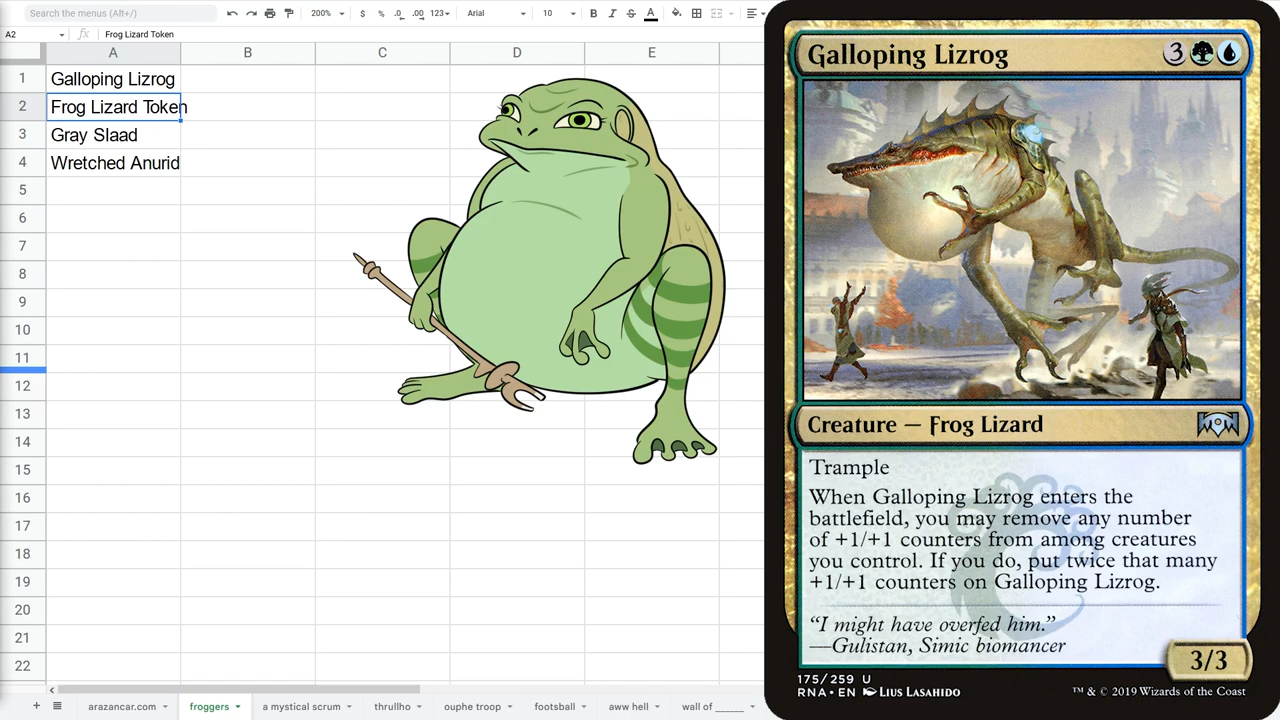 Search the menus (Alt+/)
200%
$
%
.0
.00
123
Arial
10
B
I
S
A
A2
fx
Frog Lizard Token
A
B
C
D
E
1
Galloping Lizrog
2
Frog Lizard Token
3
Gray Slaad
4
Wretched Anurid
5
6
7
8
9
10
11
12
13
14
15
16
17
18
19
20
21
22
+
arazancar.com
froggers
a mystical scrum
thrullho
ouphe troop
footsball
aww hell
wall of ______
Galloping Lizrog
3
Creature — Frog Lizard
Trample
When Galloping Lizrog enters the
battlefield, you may remove any number
of +1/+1 counters from among creatures
you control. If you do, put twice that many
+1/+1 counters on Galloping Lizrog.
“I might have overfed him.”
—Gulistan, Simic biomancer
3/3
175/259 U
RNA • EN Lius Lasahido
™ & © 2019 Wizards of the Coast